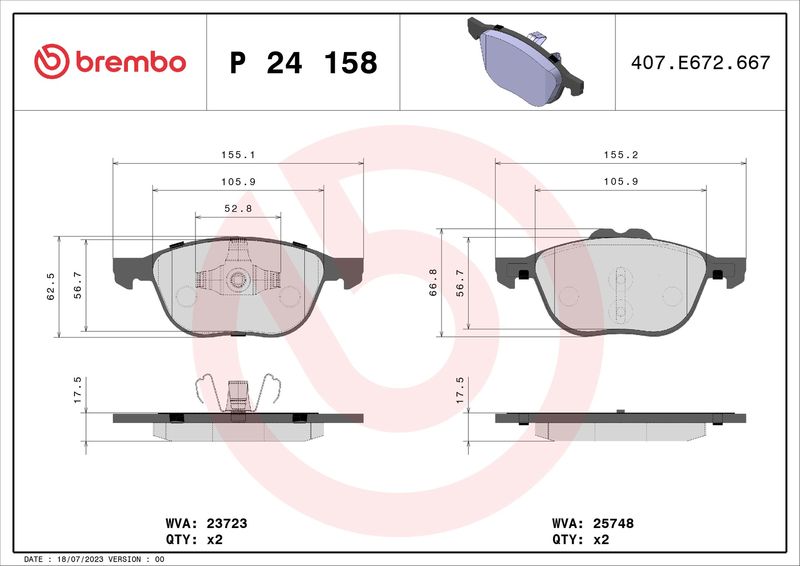 brembo
P 24 158
407.E672.667
155.1
105.9
52.8
62.5
56.7
17.5
155.2
105.9
66.8
56.7
17.5
WVA: 23723
QTY: x2
WVA: 25748
QTY: x2
DATE : 18/07/2023 VERSION : 00